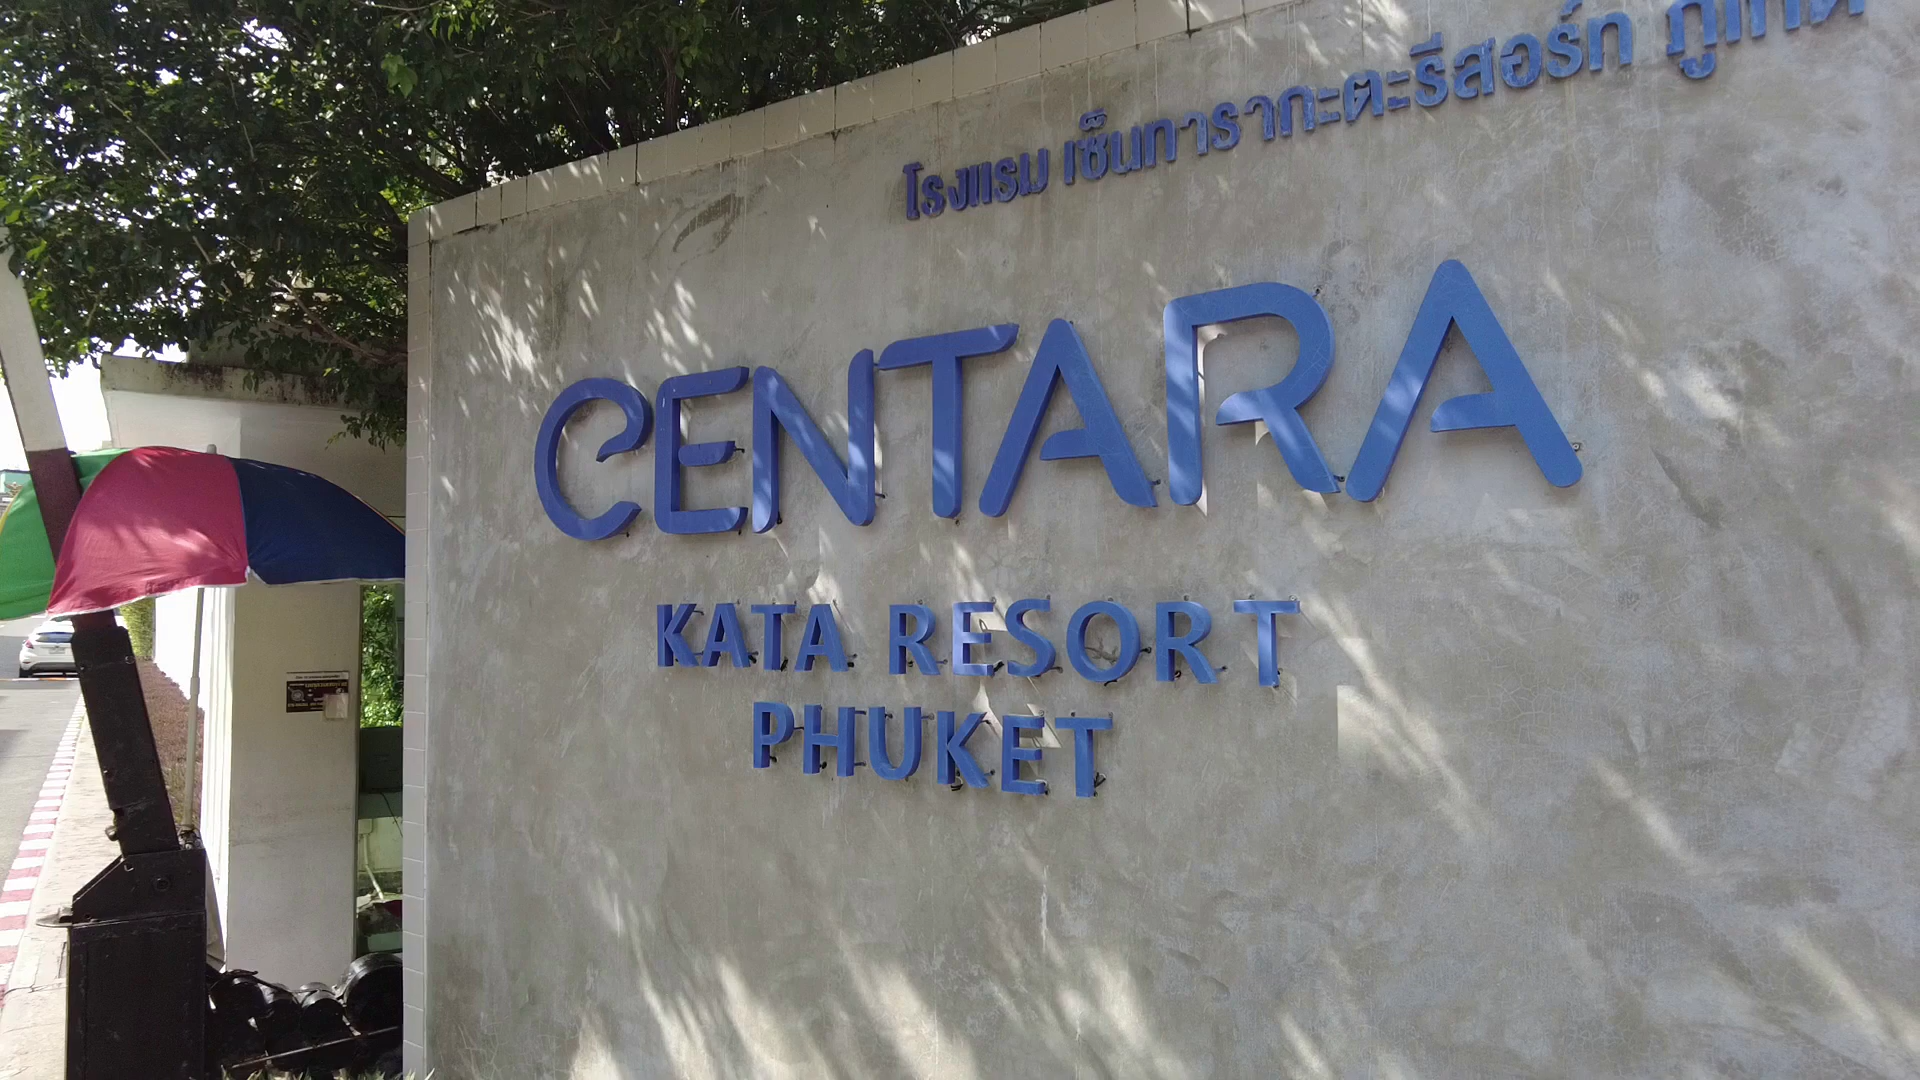 โรงแรม เซ็นทารากะตะรีสอร์ท ภูเก็ต
CENTARA
KATA RESORT
PHUKET